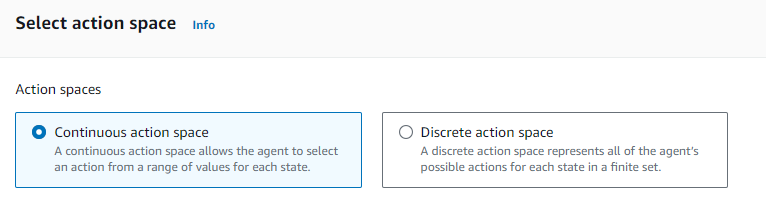 Select action space Info
Action spaces
Continuous action space
A continuous action space allows the agent to select
an action from a range of values for each state.
Discrete action space
A discrete action space represents all of the agent's
possible actions for each state in a finite set.